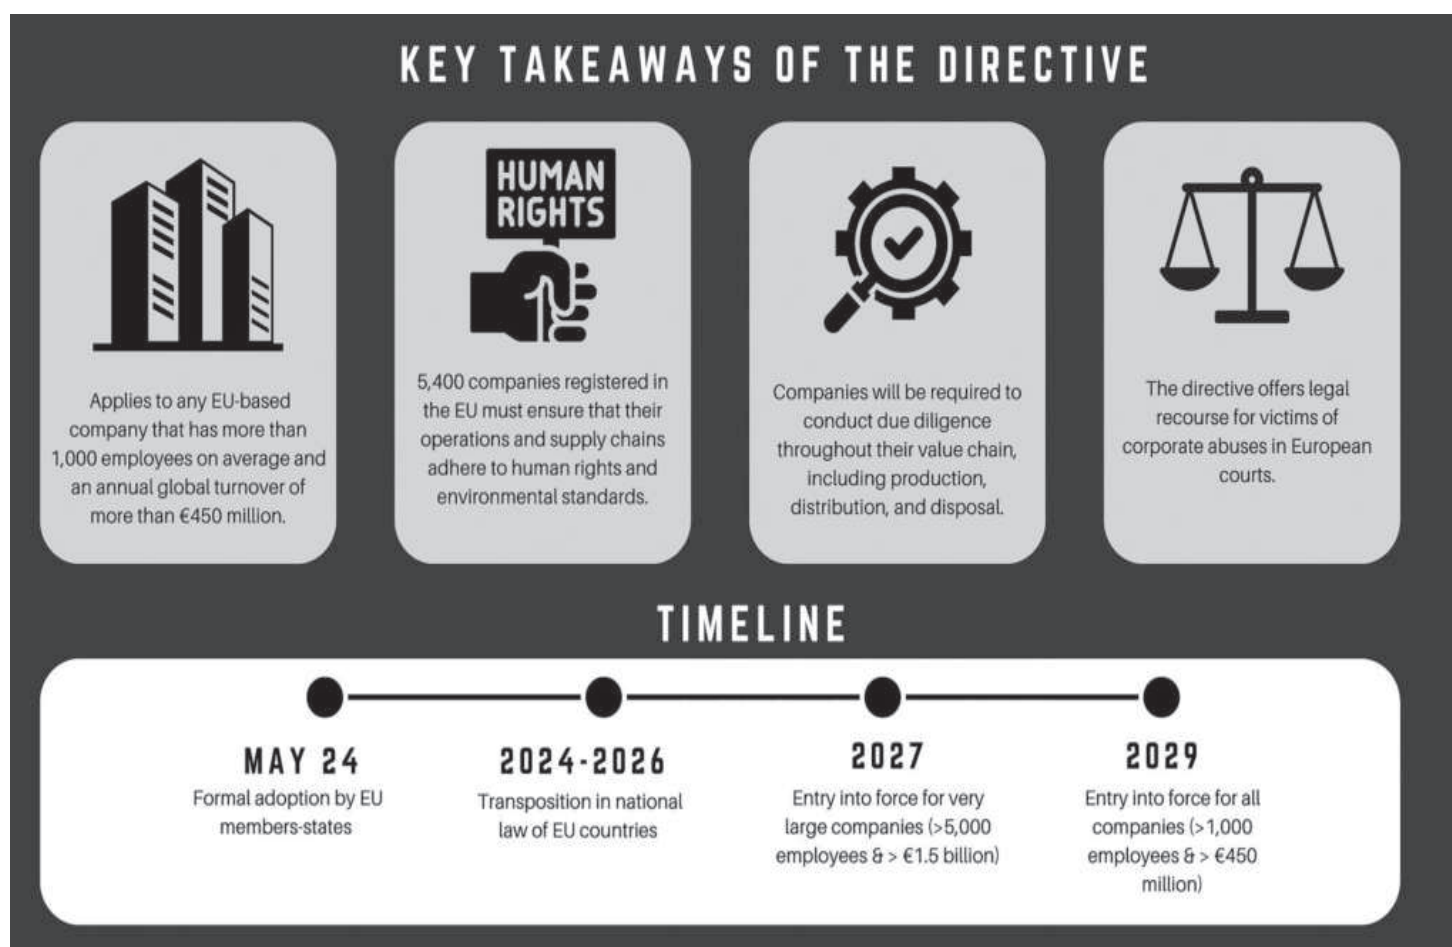 KEY TAKEAWAYS OF THE DIRECTIVE
HUMAN
RIGHTS
Applies to any EU-based
company that has more than
1,000 employees on average and
an annual global turnover of
more than €450 million.
5,400 companies registered in
the EU must ensure that their
operations and supply chains
adhere to human rights and
environmental standards.
Companies will be required to
conduct due diligence
throughout their value chain,
including production,
distribution, and disposal.
The directive offers legal
recourse for victims of
corporate abuses in European
courts.
TIMELINE
MAY 24
Formal adoption by EU
members-states
2024-2026
Transposition in national
law of EU countries
2027
Entry into force for very
large companies (>5,000
employees & > €1.5 billion)
2029
Entry into force for all
companies (>1,000
employees & > €450
million)